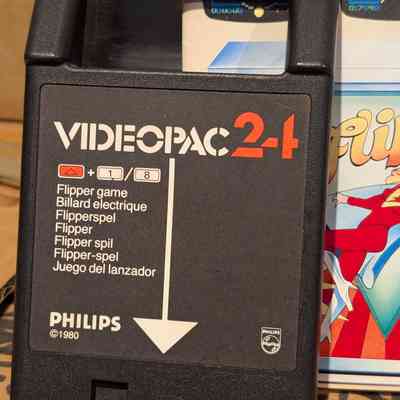 VIDEOPAC 24
+ 1 / 8
Flipper game
Billard electrique
Flipperspel
Flipper
Flipper spil
Flipper-spel
Juego del lanzador
PHILIPS
©1980